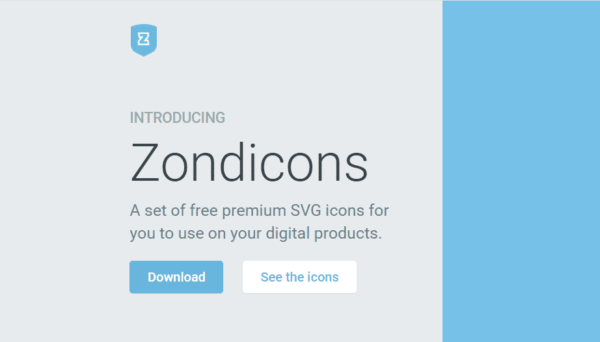 Z
INTRODUCING
Zondicons
A set of free premium SVG icons for
you to use on your digital products.
Download
See the icons